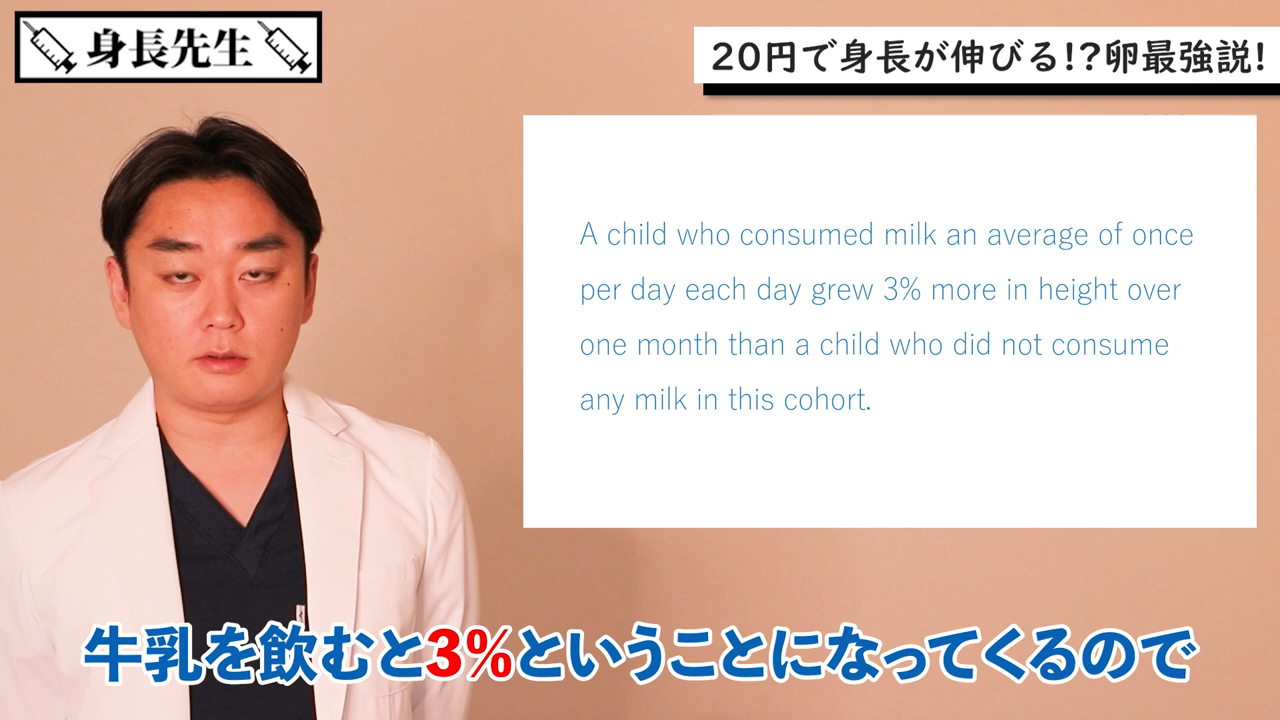 身長先生
20円で身長が伸びる!?卵最強説!
A child who consumed milk an average of once
per day each day grew 3% more in height over
one month than a child who did not consume
any milk in this cohort.
牛乳を飲むと3%ということになってくるので